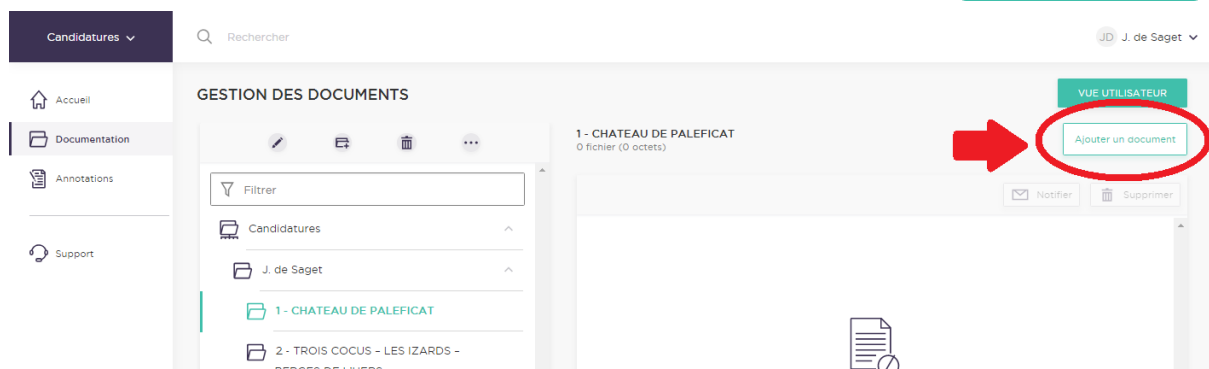 Candidatures
Rechercher
JD J. de Saget
Accueil
Documentation
Annotations
Support
GESTION DES DOCUMENTS
VUE UTILISATEUR
1 - CHATEAU DE PALEFICAT
0 fichier (0 octets)
Ajouter un document
Filtrer
Notifier
Supprimer
Candidatures
J. de Saget
1 - CHATEAU DE PALEFICAT
2 - TROIS COCUS – LES IZARDS –